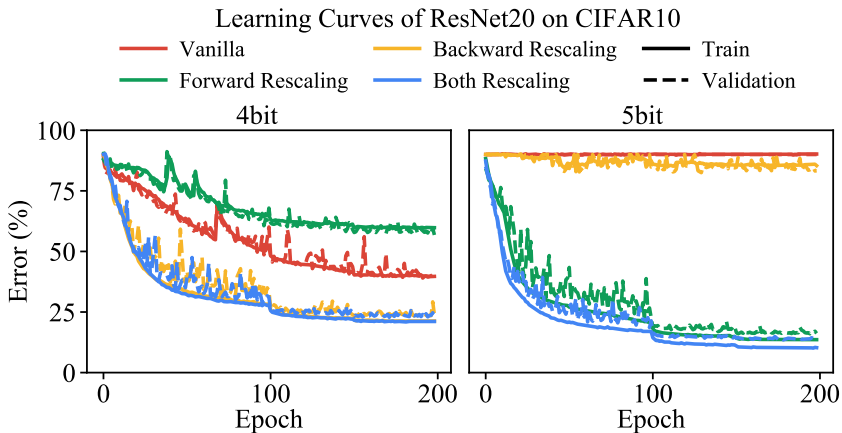 Learning Curves of ResNet20 on CIFAR10
Vanilla Backward Rescaling Train
Forward Rescaling Both Rescaling Validation
4bit 5bit
Error (%)
100
75
50
25
0
0 100 200 0 100 200
Epoch Epoch